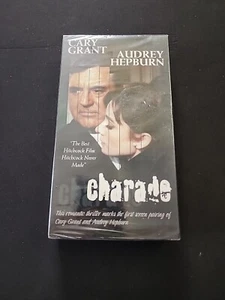 CARY
GRANT
AUDREY
HEPBURN
"The Best
Hitchcock Film
Hitchcock Never
Made"
charade
This romantic thriller marks the first screen pairing of
Cary Grant and Audrey Hepburn